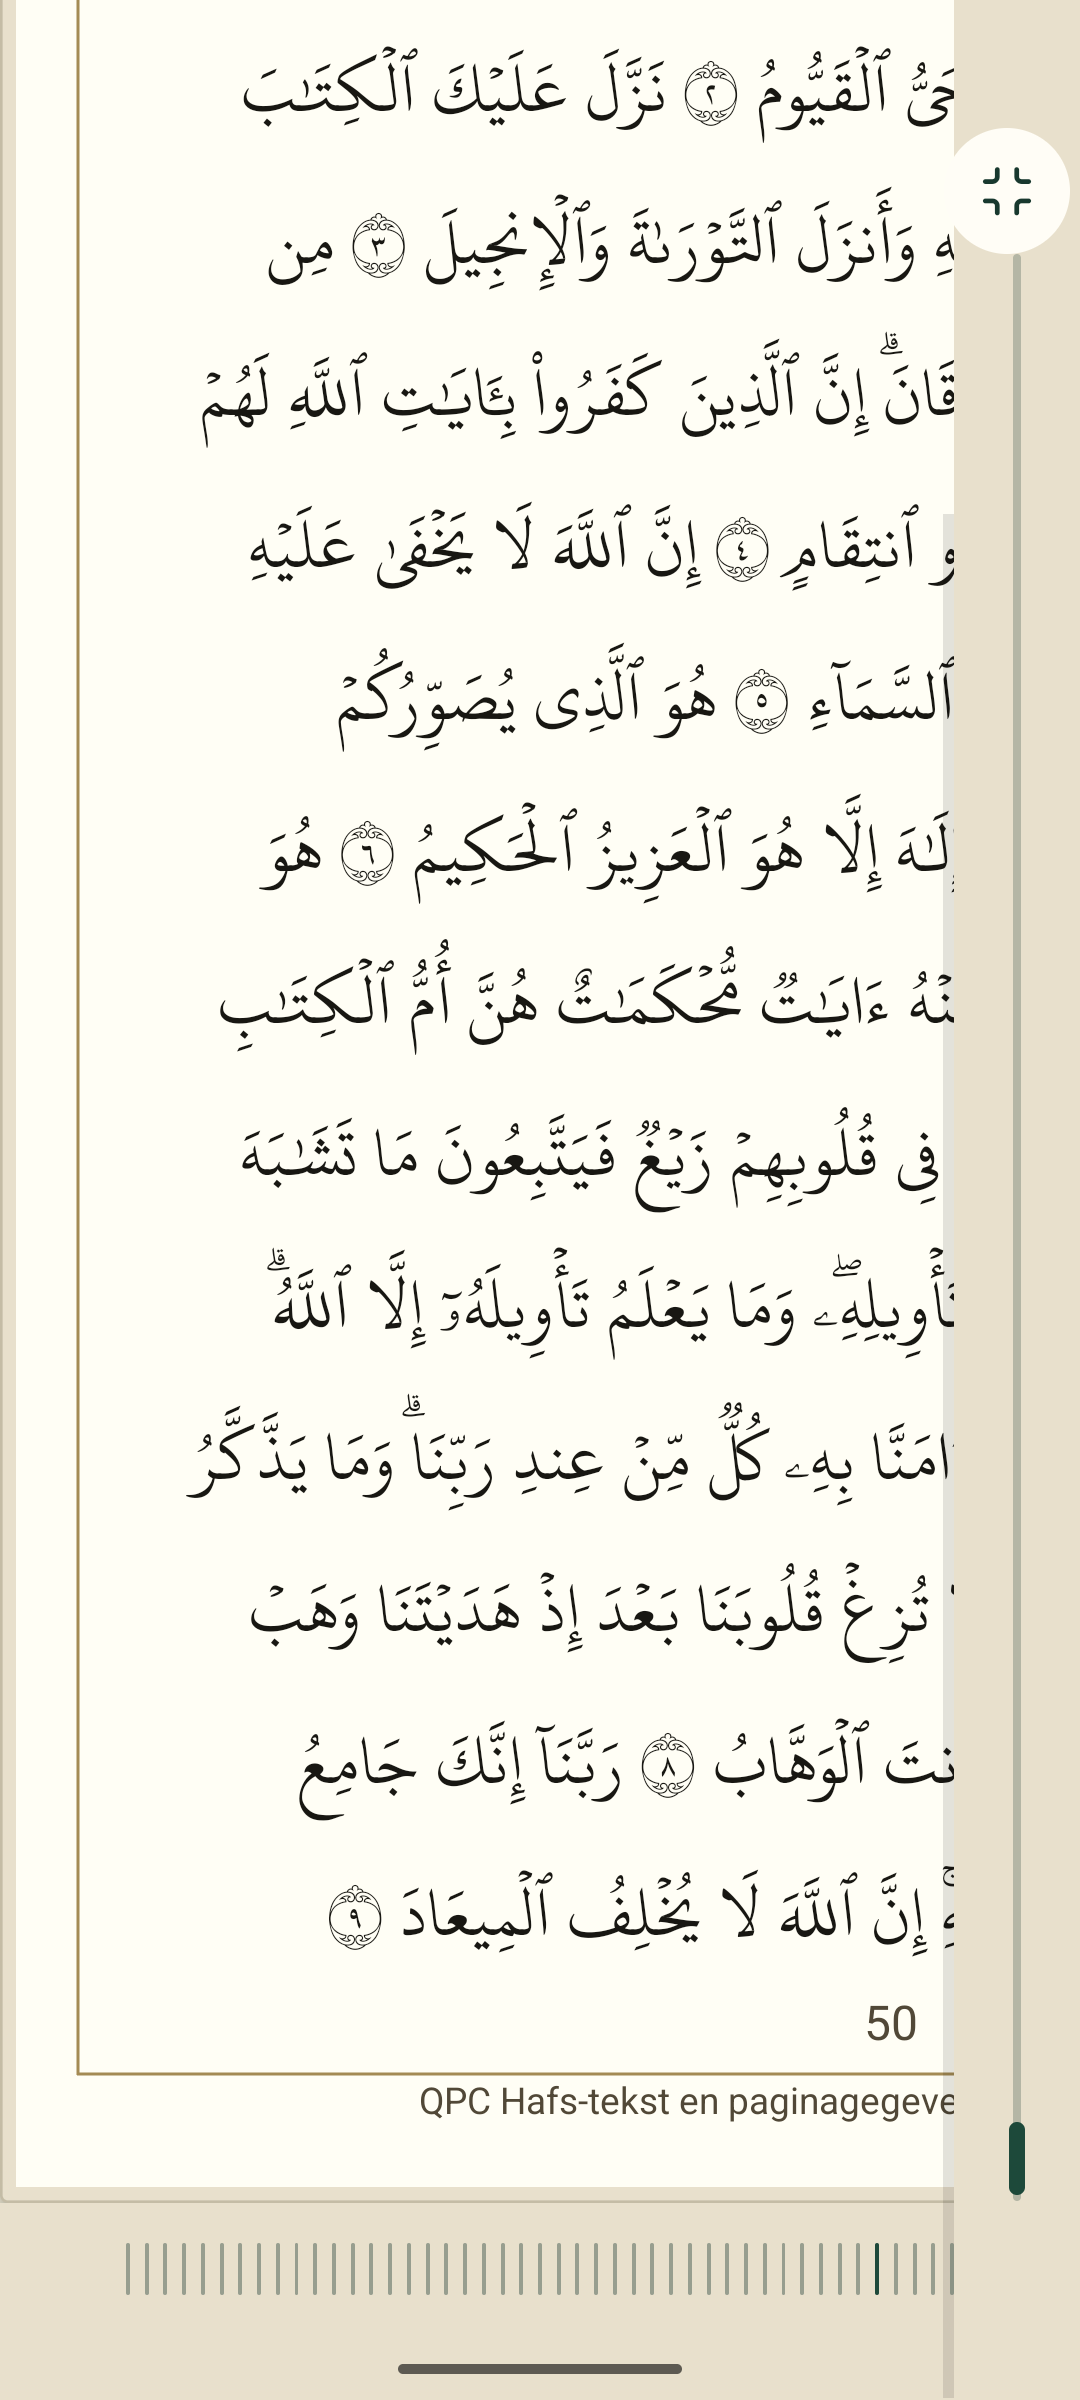 ٱلۡقَيُّومُ ٢ نَزَّلَ عَلَيۡكَ ٱلۡكِتَٰبَ
وَأَنزَلَ ٱلتَّوۡرَىٰةَ وَٱلۡإِنجِيلَ ٣ مِن
إِنَّ ٱلَّذِينَ كَفَرُواْ بِـَٔايَٰتِ ٱللَّهِ لَهُمۡ
ٱنتِقَامٍ ٤ إِنَّ ٱللَّهَ لَا يَخۡفَىٰ عَلَيۡهِ
ٱلسَّمَآءِ ٥ هُوَ ٱلَّذِي يُصَوِّرُكُمۡ
إِلَّا هُوَ ٱلۡعَزِيزُ ٱلۡحَكِيمُ ٦ هُوَ
ءَايَٰتٌ مُّحۡكَمَٰتٌ هُنَّ أُمُّ ٱلۡكِتَٰبِ
فِي قُلُوبِهِمۡ زَيۡغٞ فَيَتَّبِعُونَ مَا تَشَٰبَهَ
تَأۡوِيلِهِۦۖ وَمَا يَعۡلَمُ تَأۡوِيلَهُۥٓ إِلَّا ٱللَّهُۗ
بِهِۦ كُلّٞ مِّنۡ عِندِ رَبِّنَاۗ وَمَا يَذَّكَّرُ
تُزِغۡ قُلُوبَنَا بَعۡدَ إِذۡ هَدَيۡتَنَا وَهَبۡ
ٱلۡوَهَّابُ ٨ رَبَّنَآ إِنَّكَ جَامِعُ
إِنَّ ٱللَّهَ لَا يُخۡلِفُ ٱلۡمِيعَادَ ٩
50
QPC Hafs-tekst en paginagegeve